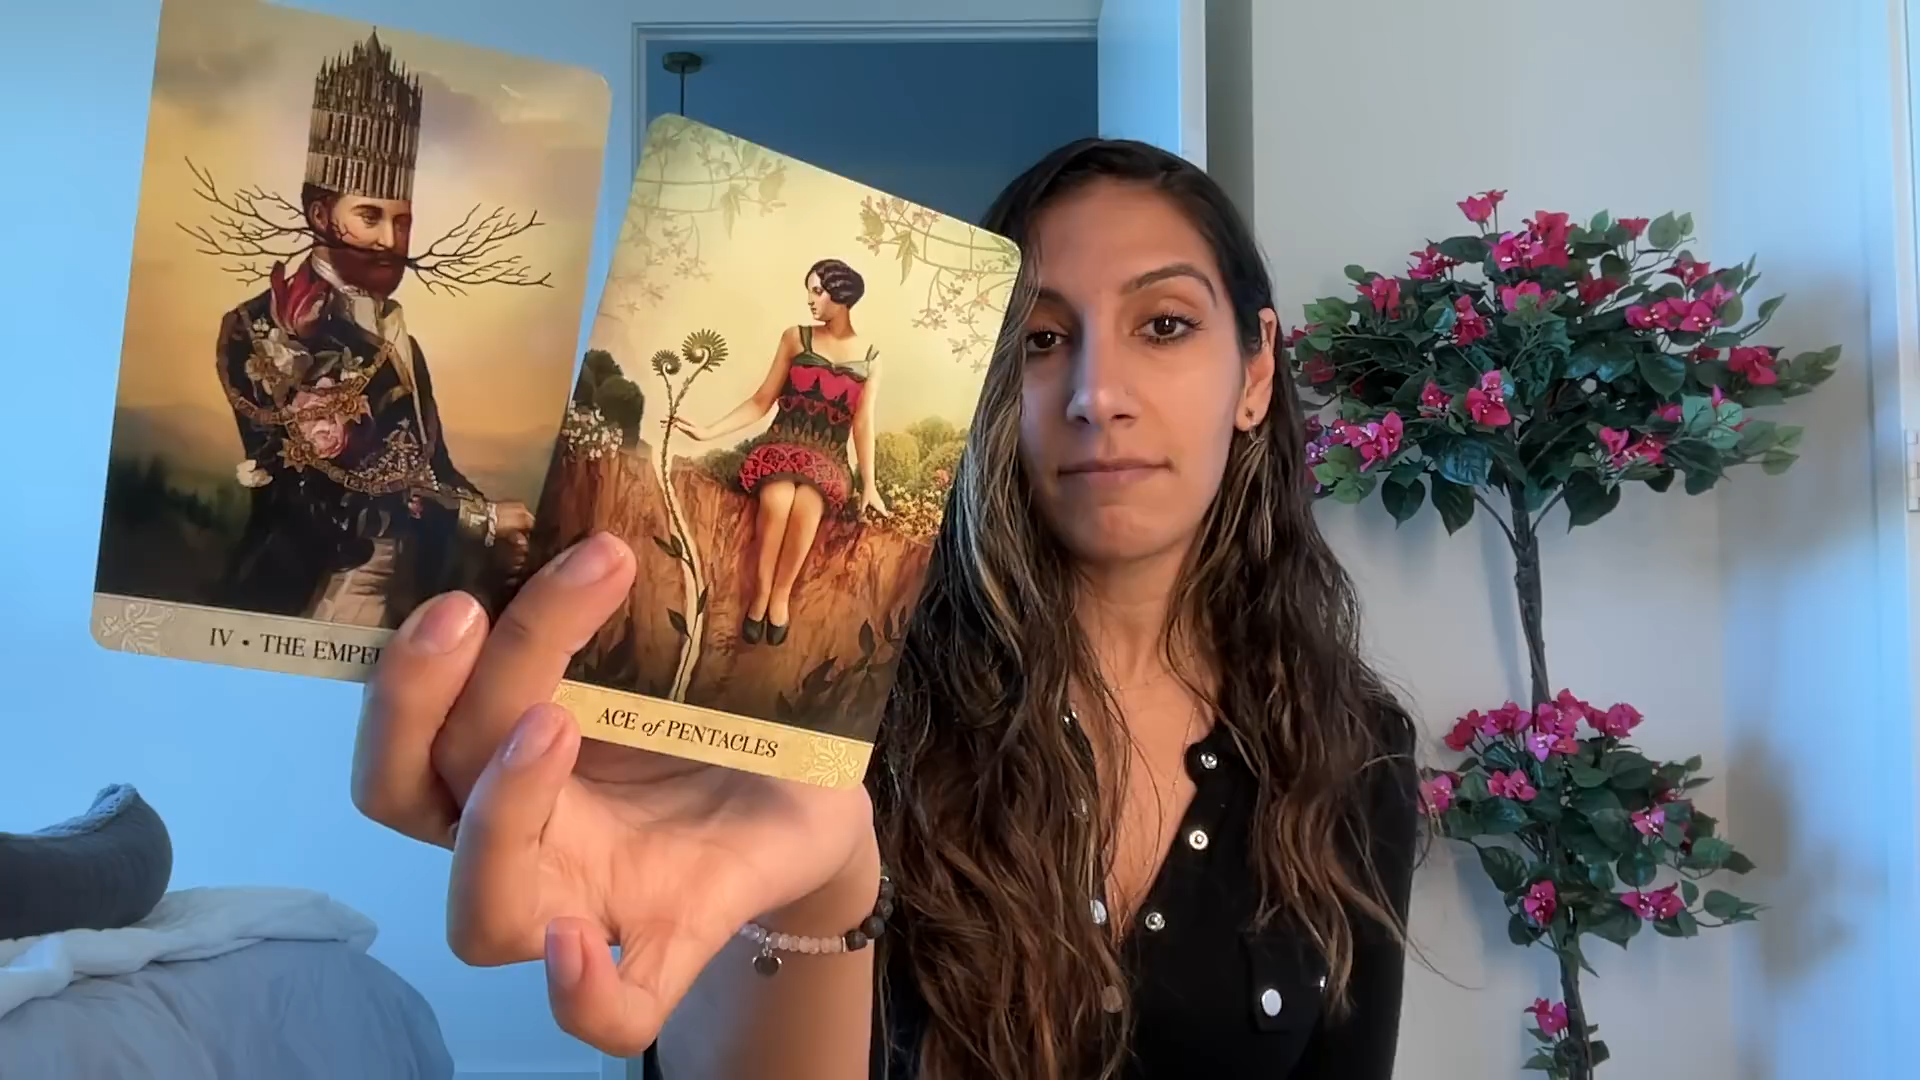 IV • THE EMPE
ACE of PENTACLES